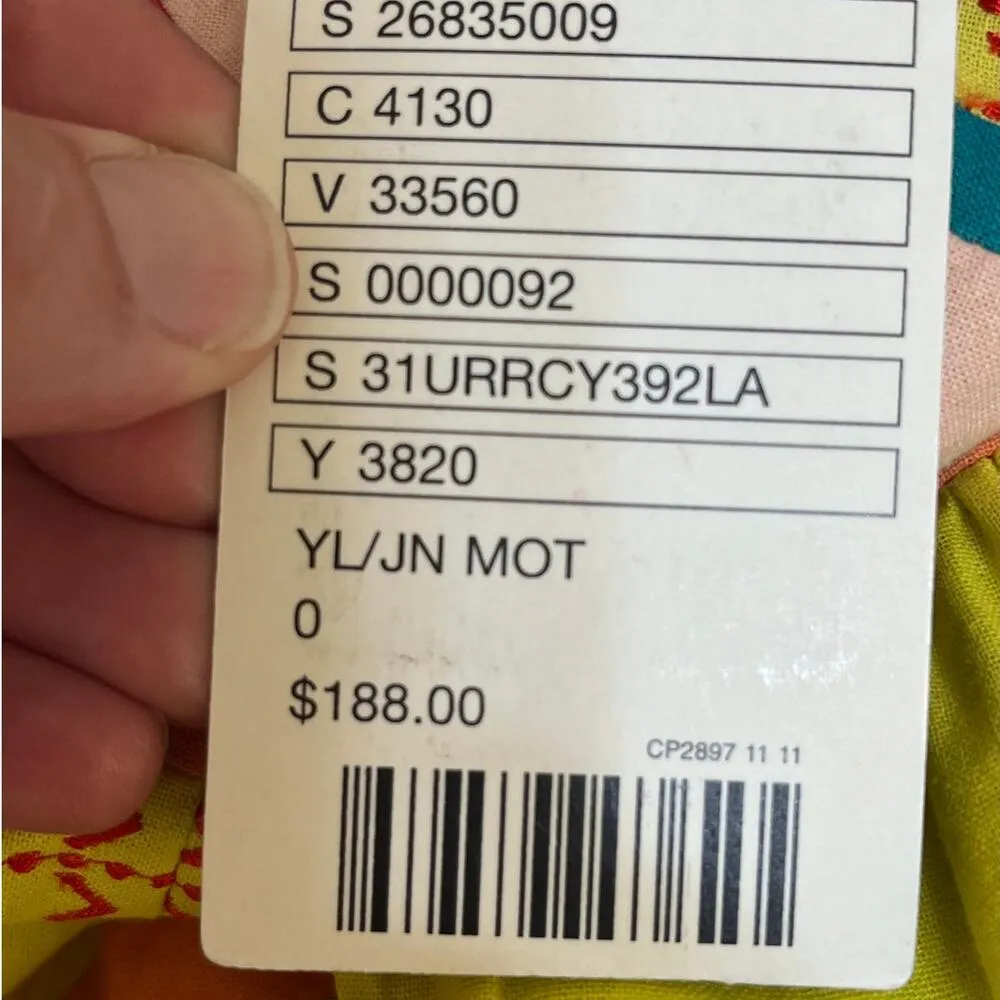 S 26835009
C 4130
V 33560
S 0000092
S 31URRCY392LA
Y 3820
YL/JN MOT
0
$188.00
CP2897 11 11